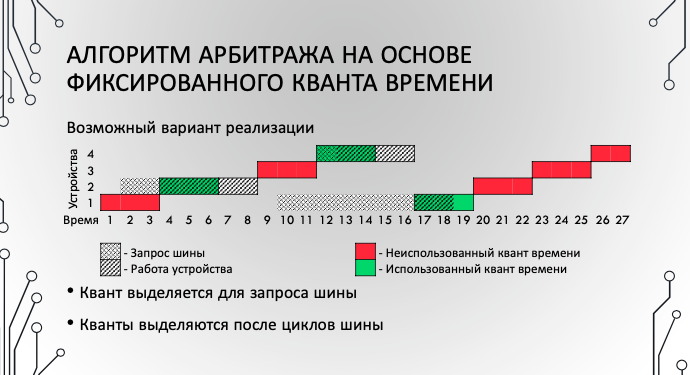 АЛГОРИТМ АРБИТРАЖА НА ОСНОВЕ
ФИКСИРОВАННОГО КВАНТА ВРЕМЕНИ
Возможный вариант реализации
Устройства
4
3
2
1
Время 1 2 3 4 5 6 7 8 9 10 11 12 13 14 15 16 17 18 19 20 21 22 23 24 25 26 27
- Запрос шины - Неиспользованный квант времени
- Работа устройства - Использованный квант времени
• Квант выделяется для запроса шины
• Кванты выделяются после циклов шины